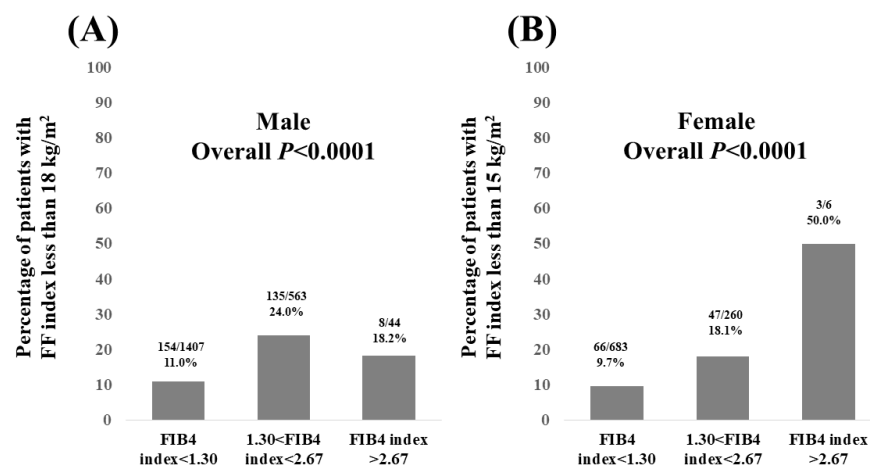 (A)
Percentage of patients with
FF index less than 18 kg/m²
100
90
80
70
60
50
40
30
20
10
0
Male
Overall P<0.0001
154/1407
11.0%
135/563
24.0%
8/44
18.2%
FIB4
index<1.30
1.30<FIB4
index<2.67
FIB4 index
>2.67
(B)
Percentage of patients with
FF index less than 15 kg/m²
100
90
80
70
60
50
40
30
20
10
0
Female
Overall P<0.0001
66/683
9.7%
47/260
18.1%
3/6
50.0%
FIB4
index<1.30
1.30<FIB4
index<2.67
FIB4 index
>2.67